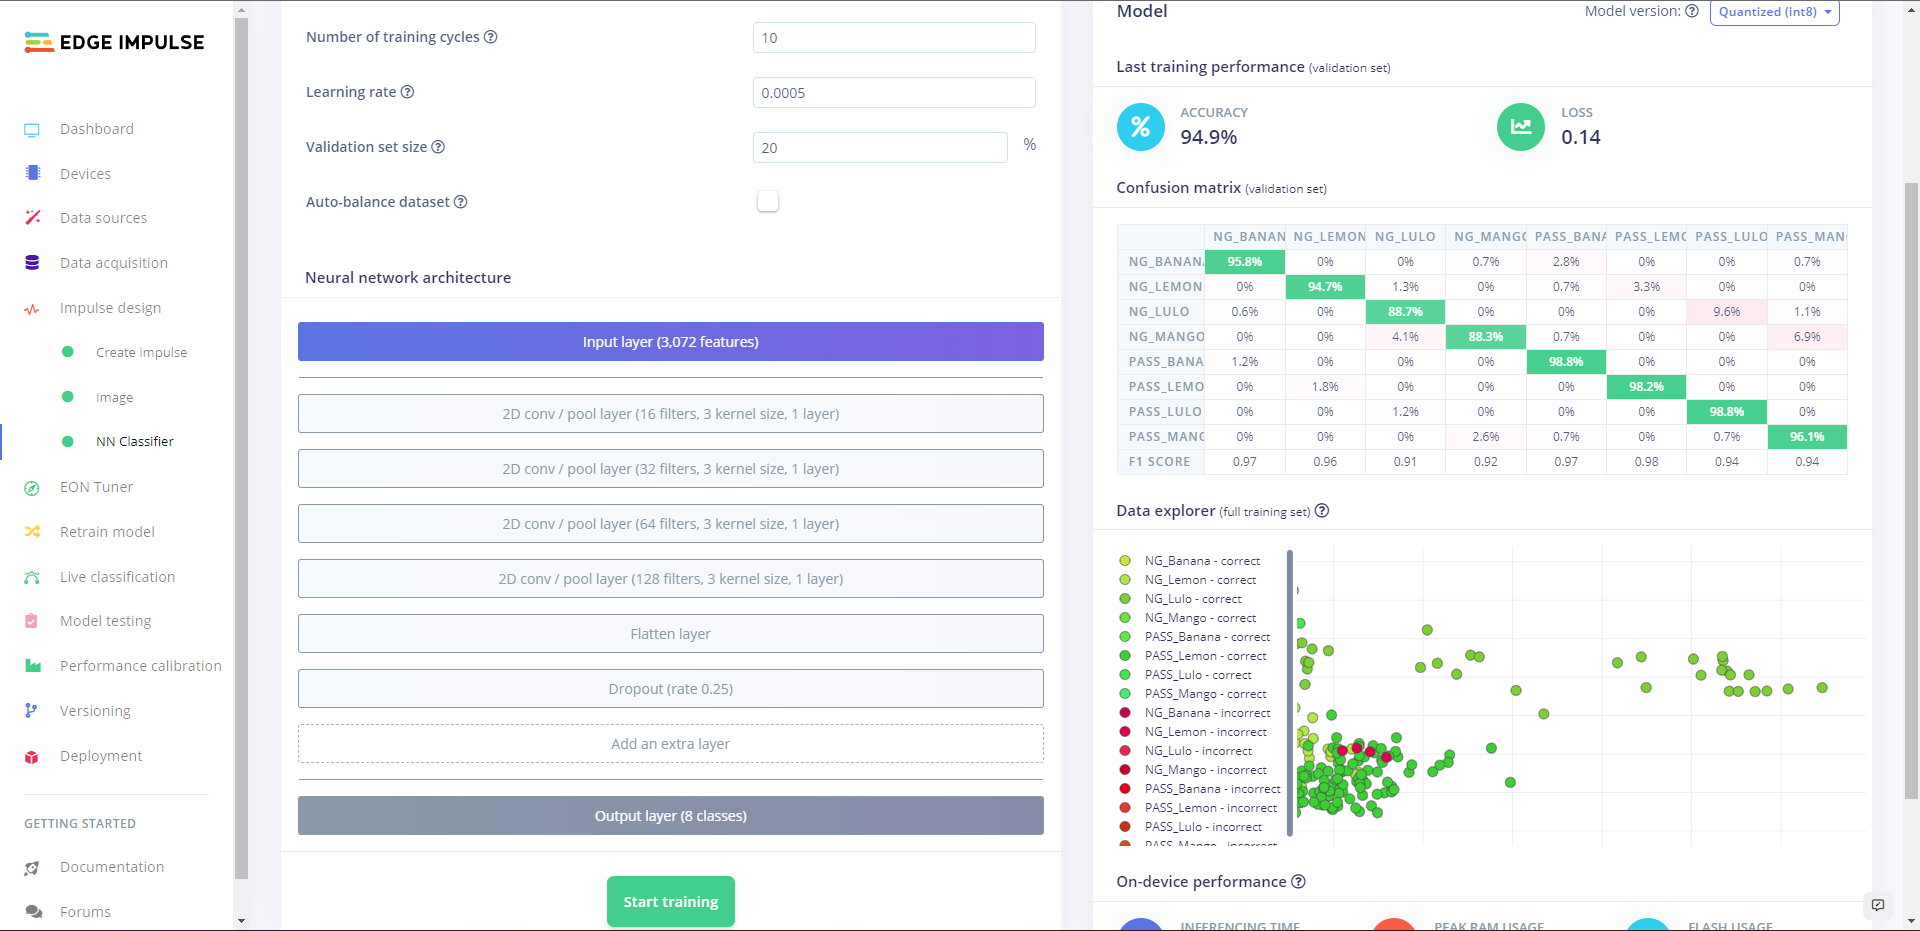 EDGE IMPULSE
Dashboard
Devices
Data sources
Data acquisition
Impulse design
Create impulse
Image
NN Classifier
EON Tuner
Retrain model
Live classification
Model testing
Performance calibration
Versioning
Deployment
GETTING STARTED
Documentation
Forums
Number of training cycles ?
10
Learning rate ?
0.0005
Validation set size ?
20 %
Auto-balance dataset ?
Neural network architecture
Input layer (3,072 features)
2D conv / pool layer (16 filters, 3 kernel size, 1 layer)
2D conv / pool layer (32 filters, 3 kernel size, 1 layer)
2D conv / pool layer (64 filters, 3 kernel size, 1 layer)
2D conv / pool layer (128 filters, 3 kernel size, 1 layer)
Flatten layer
Dropout (rate 0.25)
Add an extra layer
Output layer (8 classes)
Start training
Model
Model version: ? Quantized (int8)
Last training performance (validation set)
% ACCURACY
94.9%
LOSS
0.14
Confusion matrix (validation set)
NG_BANAN NG_LEMON NG_LULO NG_MANGO PASS_BANA PASS_LEMO PASS_LULO PASS_MAN
NG_BANAN 95.8% 0% 0% 0.7% 2.8% 0% 0% 0.7%
NG_LEMON 0% 94.7% 1.3% 0% 0.7% 3.3% 0% 0%
NG_LULO 0.6% 0% 88.7% 0% 0% 0% 9.6% 1.1%
NG_MANGO 0% 0% 4.1% 88.3% 0.7% 0% 0% 6.9%
PASS_BANA 1.2% 0% 0% 0% 98.8% 0% 0% 0%
PASS_LEMO 0% 1.8% 0% 0% 0% 98.2% 0% 0%
PASS_LULO 0% 0% 1.2% 0% 0% 0% 98.8% 0%
PASS_MANG 0% 0% 0% 2.6% 0.7% 0% 0.7% 96.1%
F1 SCORE 0.97 0.96 0.91 0.92 0.97 0.98 0.94 0.94
Data explorer (full training set) ?
NG_Banana - correct
NG_Lemon - correct
NG_Lulo - correct
NG_Mango - correct
PASS_Banana - correct
PASS_Lemon - correct
PASS_Lulo - correct
PASS_Mango - correct
NG_Banana - incorrect
NG_Lemon - incorrect
NG_Lulo - incorrect
NG_Mango - incorrect
PASS_Banana - incorrect
PASS_Lemon - incorrect
PASS_Lulo - incorrect
PASS_Mango - incorrect
On-device performance ?
INFERENCING TIME
PEAK RAM USAGE
FLASH USAGE